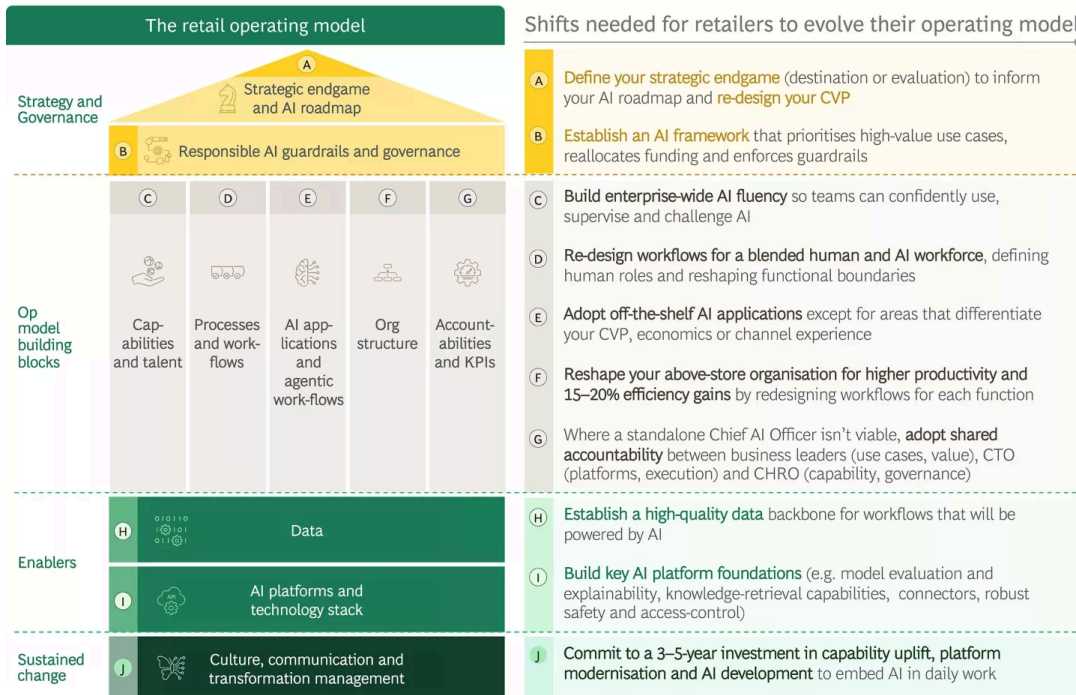 The retail operating model
Shifts needed for retailers to evolve their operating model
Strategy and
Governance
A
Strategic endgame
and AI roadmap
B
Responsible AI guardrails and governance
A
Define your strategic endgame (destination or evaluation) to inform
your AI roadmap and re-design your CVP
B
Establish an AI framework that prioritises high-value use cases,
reallocates funding and enforces guardrails
Op
model
building
blocks
C
Cap-
abilities
and talent
D
Processes
and work-
flows
E
AI app-
lications
and
agentic
work-flows
F
Org
structure
G
Account-
abilities
and KPIs
C
Build enterprise-wide AI fluency so teams can confidently use,
supervise and challenge AI
D
Re-design workflows for a blended human and AI workforce, defining
human roles and reshaping functional boundaries
E
Adopt off-the-shelf AI applications except for areas that differentiate
your CVP, economics or channel experience
F
Reshape your above-store organisation for higher productivity and
15–20% efficiency gains by redesigning workflows for each function
G
Where a standalone Chief AI Officer isn't viable, adopt shared
accountability between business leaders (use cases, value), CTO
(platforms, execution) and CHRO (capability, governance)
Enablers
H
Data
I
API
AI platforms and
technology stack
H
Establish a high-quality data backbone for workflows that will be
powered by AI
I
Build key AI platform foundations (e.g. model evaluation and
explainability, knowledge-retrieval capabilities, connectors, robust
safety and access-control)
Sustained
change
J
Culture, communication and
transformation management
J
Commit to a 3–5-year investment in capability uplift, platform
modernisation and AI development to embed AI in daily work